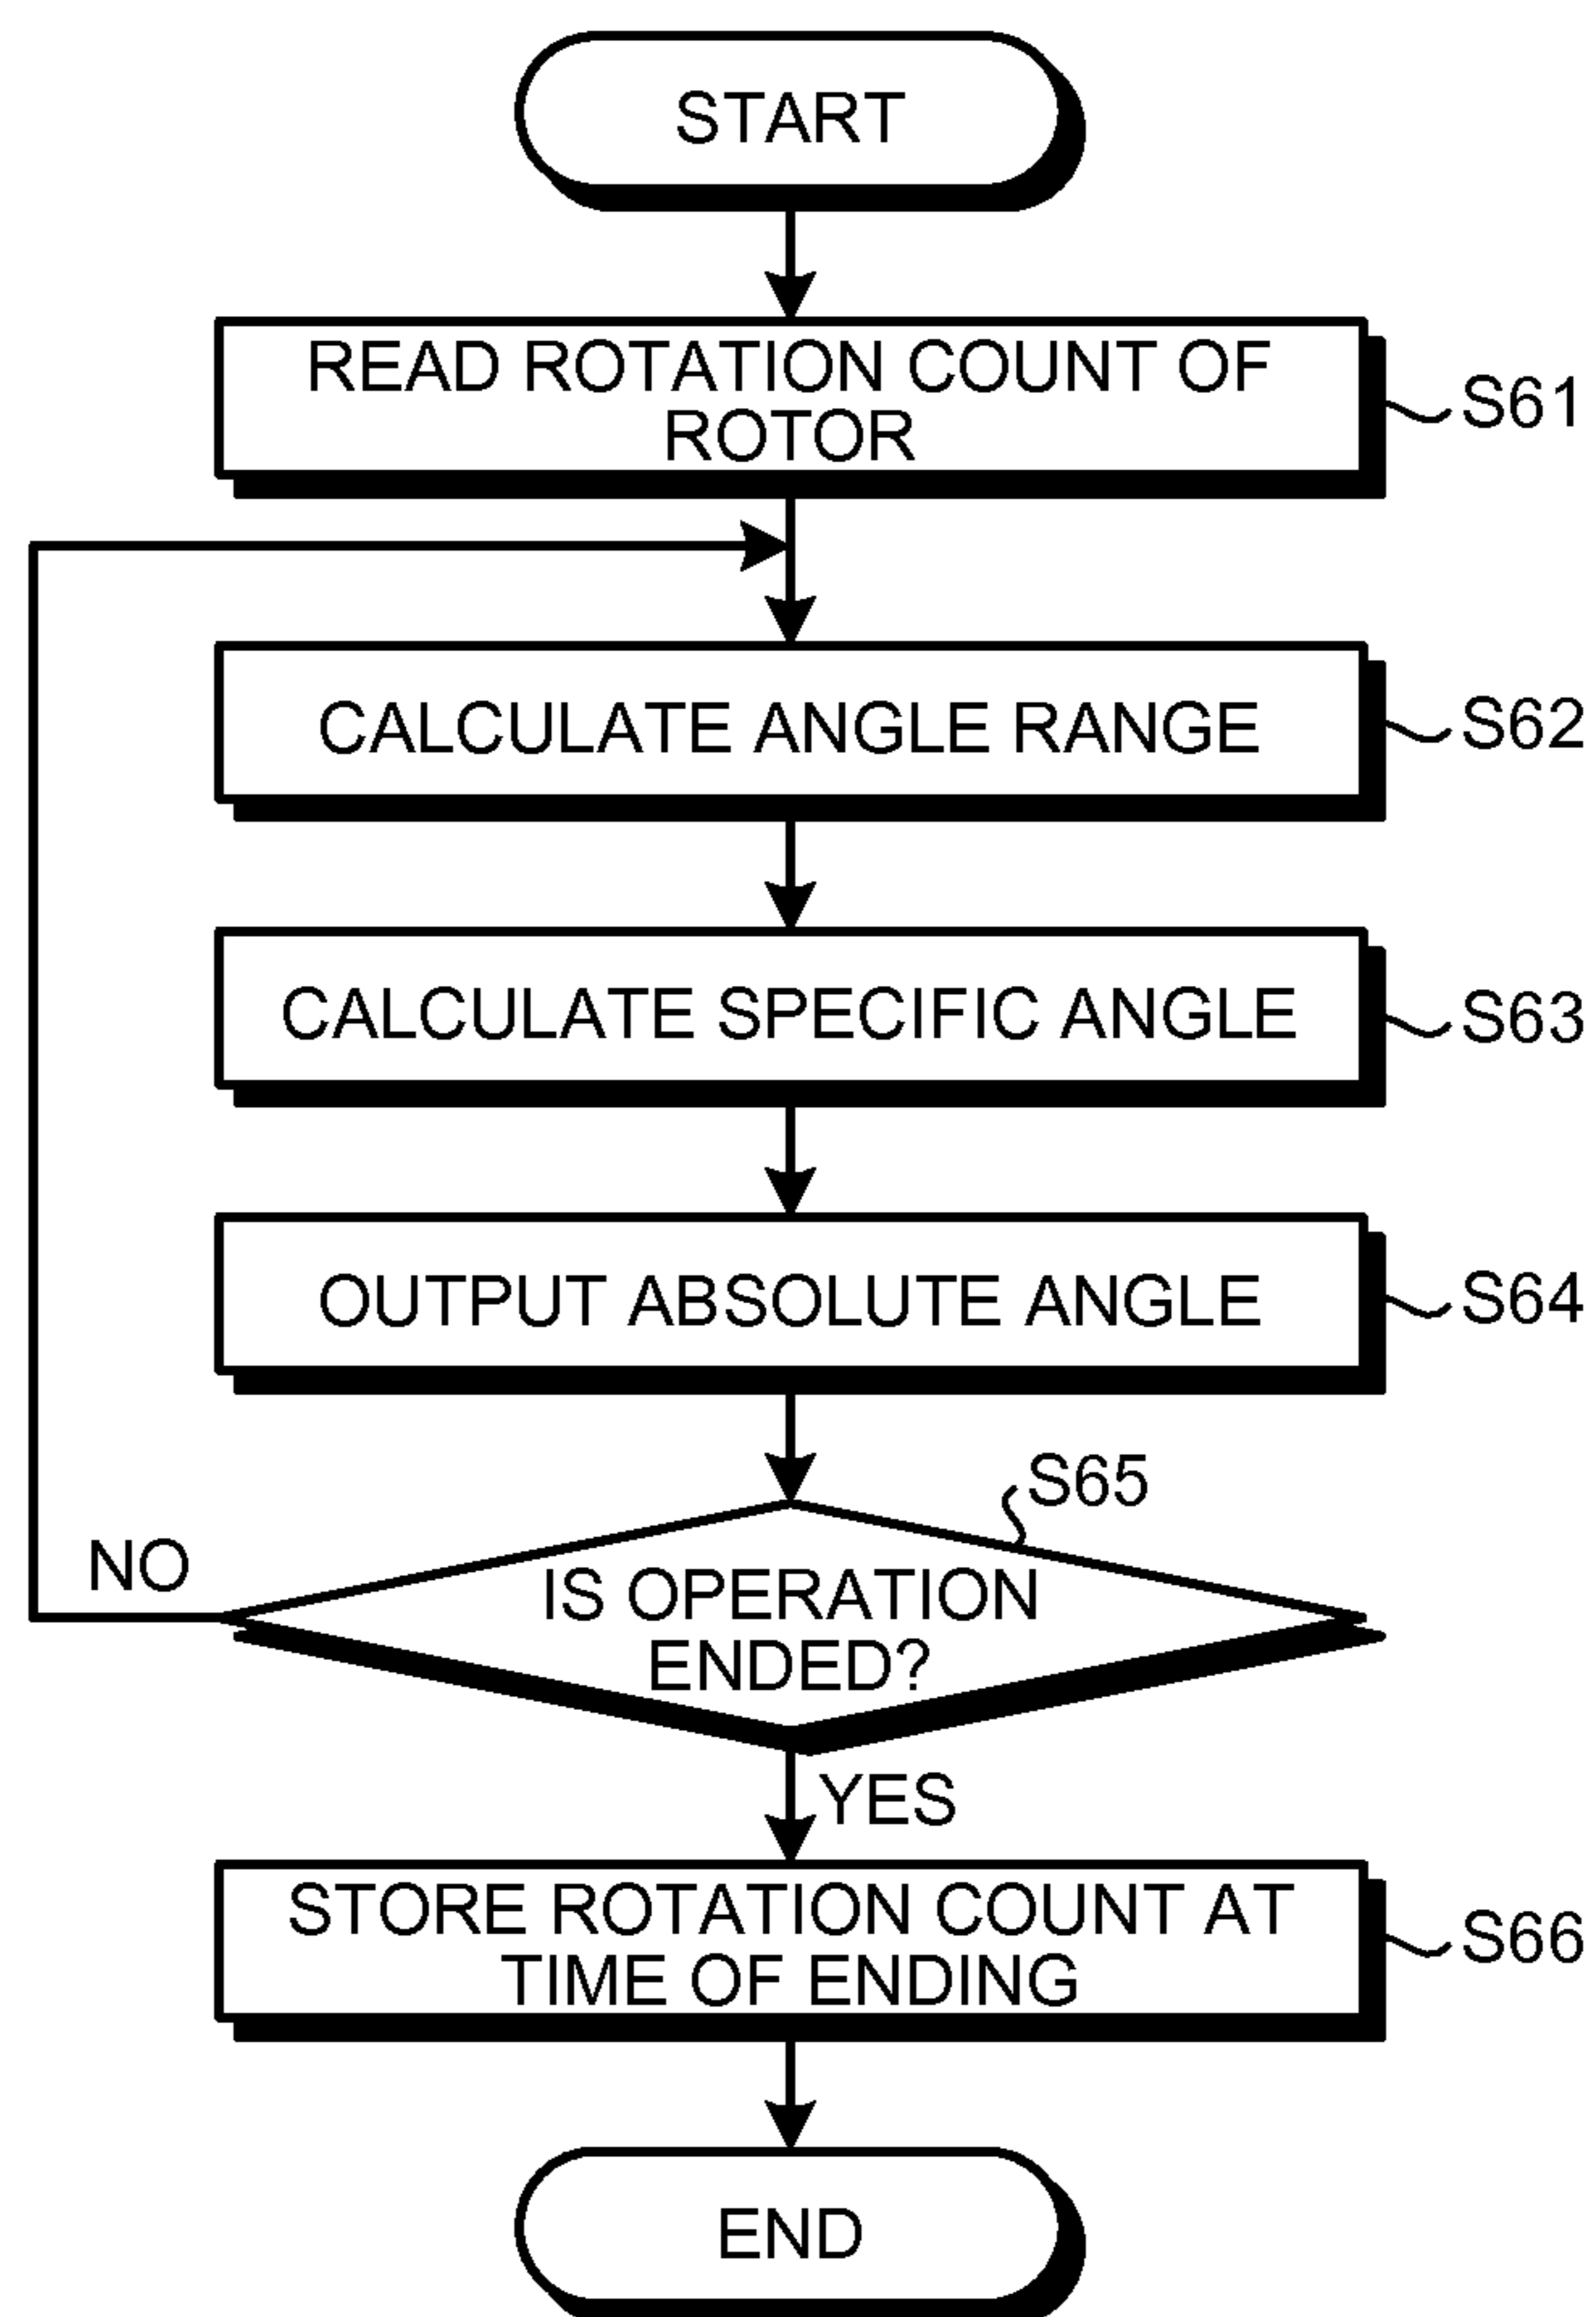 START
READ ROTATION COUNT OF
ROTOR
S61
CALCULATE ANGLE RANGE
S62
CALCULATE SPECIFIC ANGLE
S63
OUTPUT ABSOLUTE ANGLE
S64
S65
NO
IS OPERATION
ENDED?
YES
STORE ROTATION COUNT AT
TIME OF ENDING
S66
END